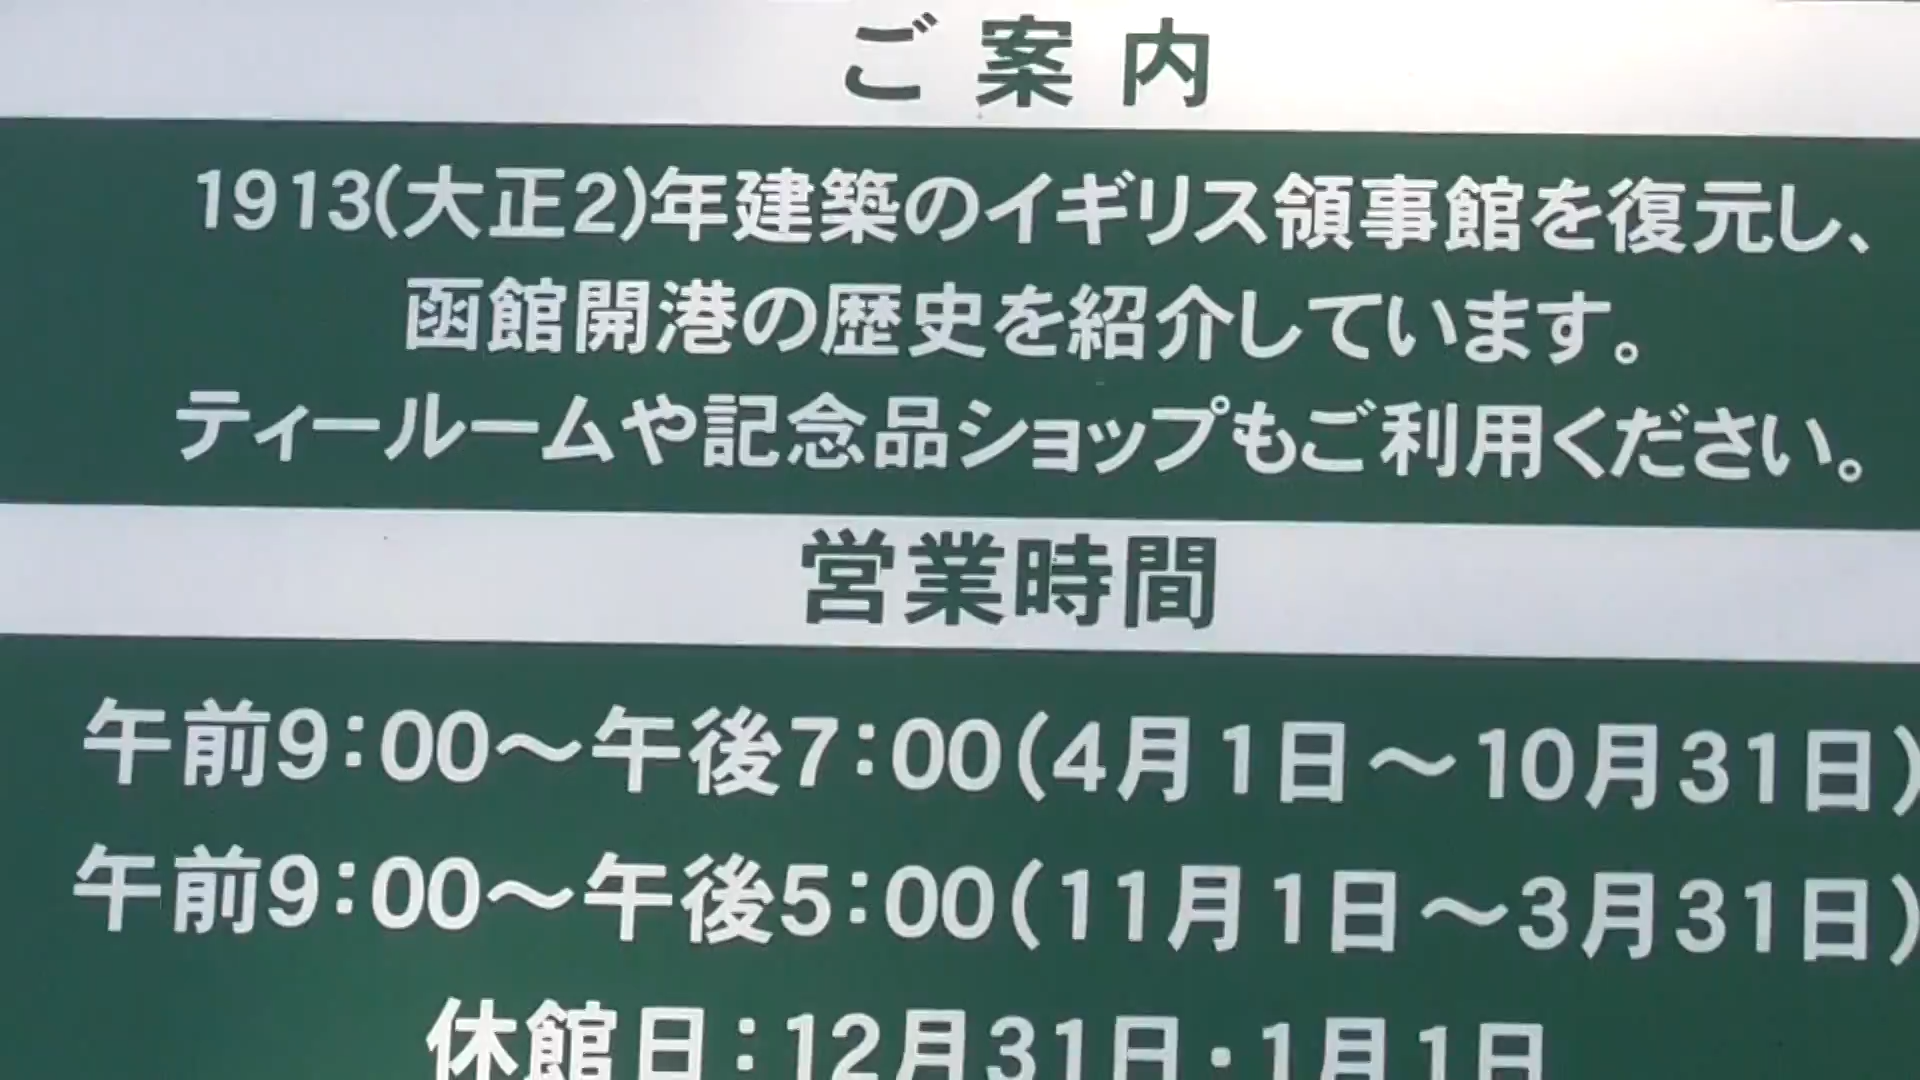 ご案内
1913(大正2)年建築のイギリス領事館を復元し、
函館開港の歴史を紹介しています。
ティールームや記念品ショップもご利用ください。
営業時間
午前9:00～午後7:00(4月1日～10月31日)
午前9:00～午後5:00(11月1日～3月31日)
休館日:12月31日・1月1日